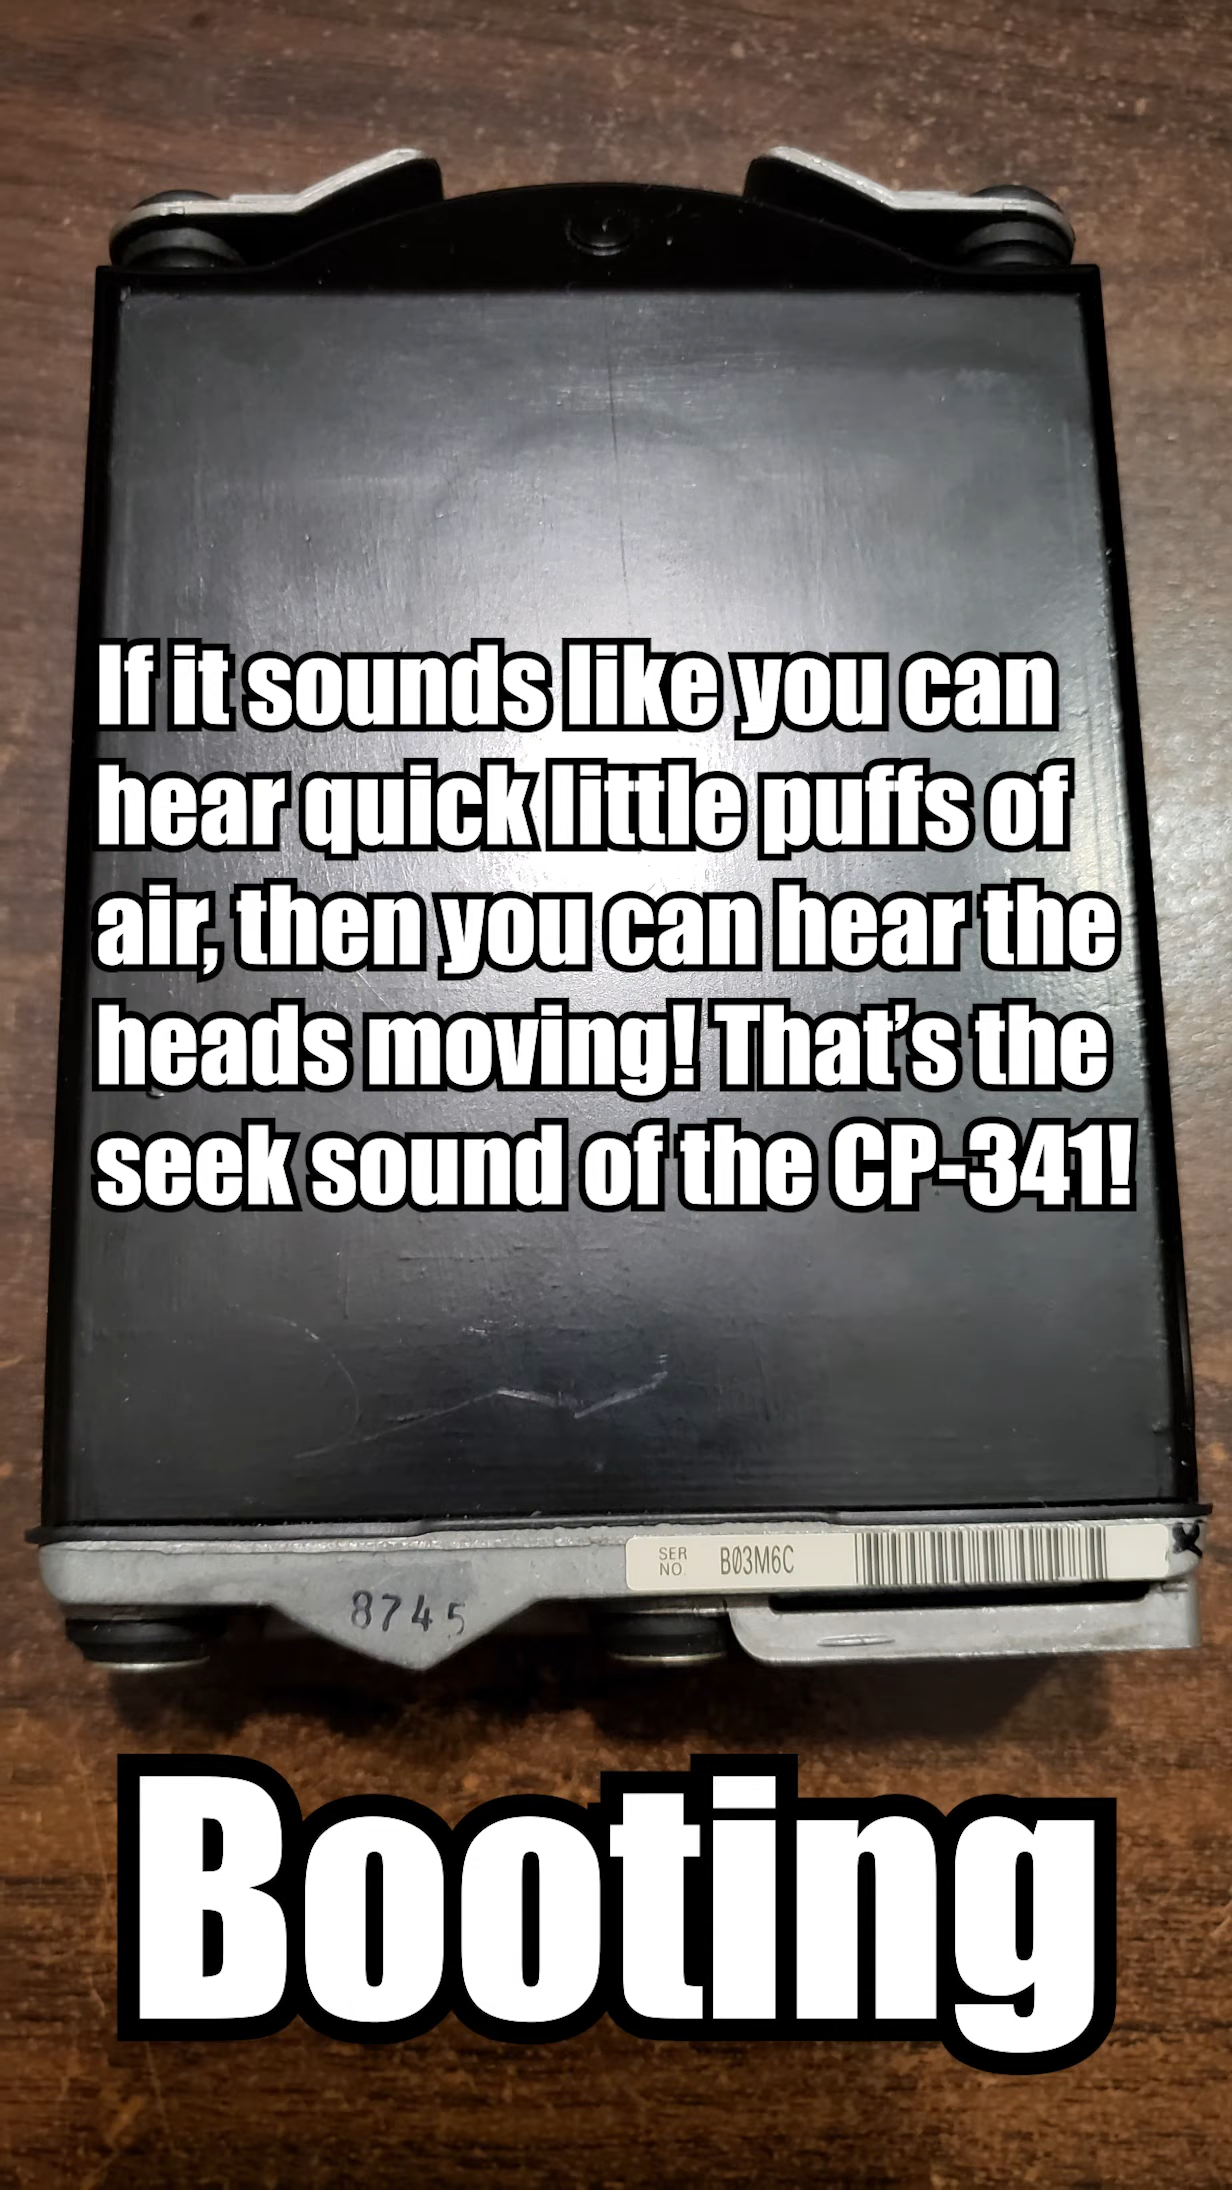 If it sounds like you can
hear quick little puffs of
air, then you can hear the
heads moving! That’s the
seek sound of the CP-341!
SER NO. B03M6C
8745
Booting